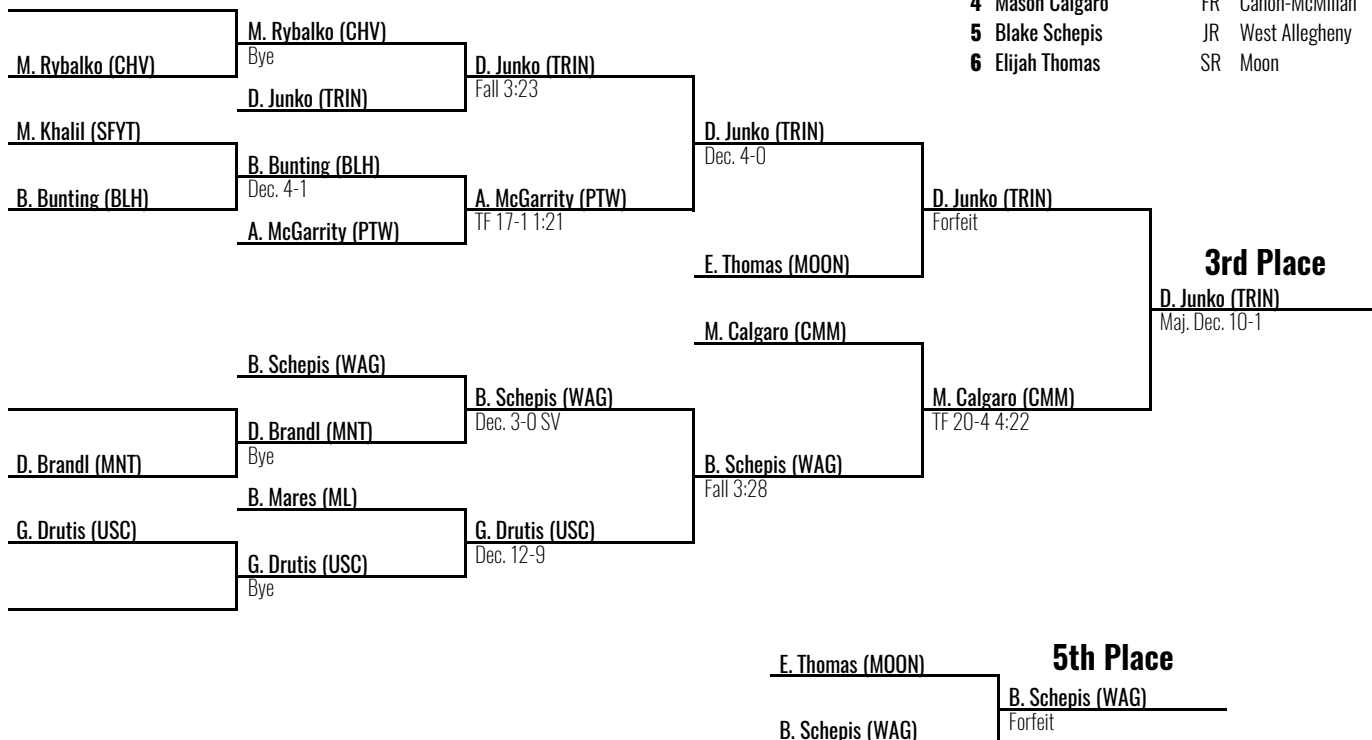 4 Mason Calgaro FR Canon-McMillan
5 Blake Schepis JR West Allegheny
6 Elijah Thomas SR Moon
M. Rybalko (CHV)
M. Rybalko (CHV)
Bye
D. Junko (TRIN)
D. Junko (TRIN)
Fall 3:23
M. Khalil (SFYT)
B. Bunting (BLH)
B. Bunting (BLH)
Dec. 4-1
A. McGarrity (PTW)
A. McGarrity (PTW)
TF 17-1 1:21
D. Junko (TRIN)
Dec. 4-0
E. Thomas (MOON)
D. Junko (TRIN)
Forfeit
3rd Place
D. Junko (TRIN)
Maj. Dec. 10-1
M. Calgaro (CMM)
M. Calgaro (CMM)
TF 20-4 4:22
B. Schepis (WAG)
B. Schepis (WAG)
Dec. 3-0 SV
D. Brandl (MNT)
D. Brandl (MNT)
Bye
B. Schepis (WAG)
Fall 3:28
B. Mares (ML)
G. Drutis (USC)
Dec. 12-9
G. Drutis (USC)
G. Drutis (USC)
Bye
5th Place
E. Thomas (MOON)
B. Schepis (WAG)
Forfeit
B. Schepis (WAG)